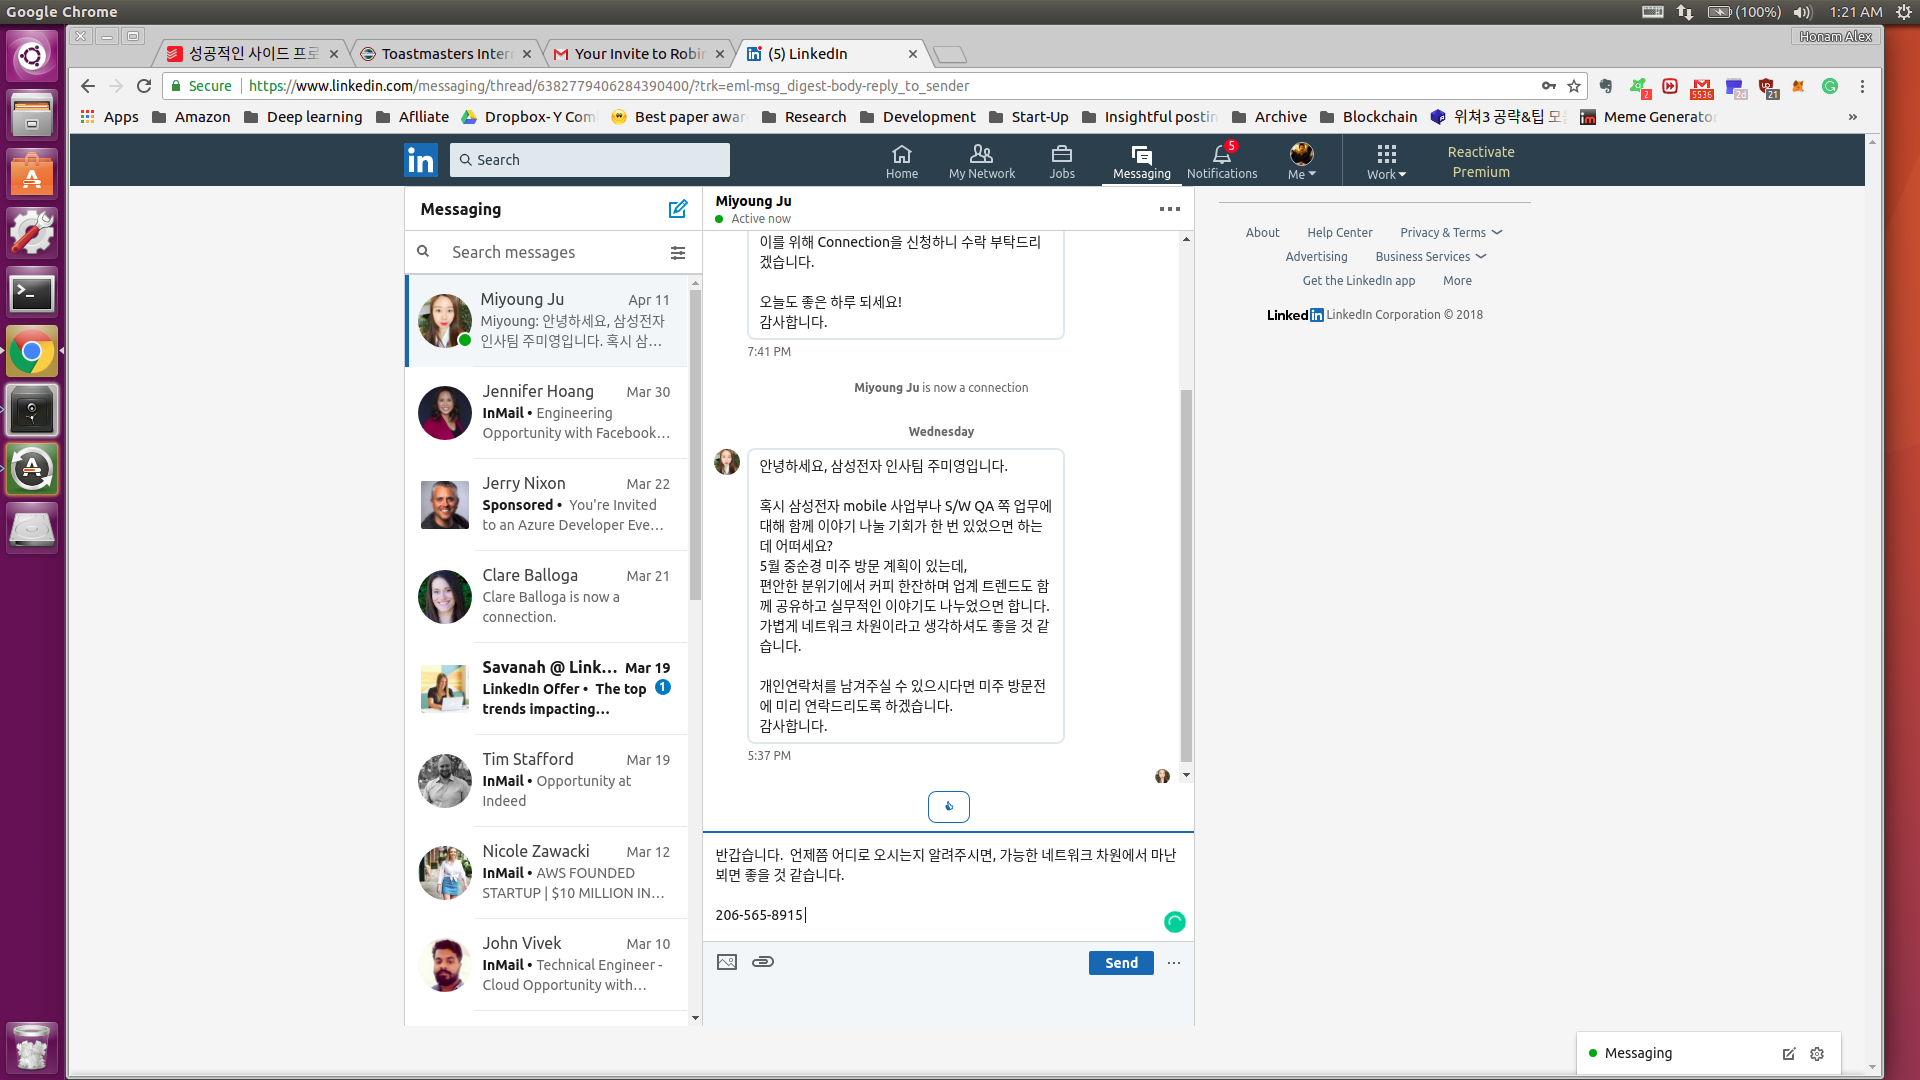 Google Chrome
(100%)
1:21 AM
Honam Alex
성공적인 사이드 프로
Toastmasters Inter
Your Invite to Robin
(5) LinkedIn
Secure
https://www.linkedin.com/messaging/thread/6382779406284390400/?trk=eml-msg_digest-body-reply_to_sender
2
5536
2d
21
Apps
Amazon
Deep learning
Aflliate
Dropbox- Y Com
Best paper awar
Research
Development
Start-Up
Insightful postin
Archive
Blockchain
위쳐3 공략&팁 모
Meme Generator
»
in
Search
Home
My Network
Jobs
Messaging
5
Notifications
Me
Work
Reactivate
Premium
Messaging
Search messages
Miyoung Ju
Apr 11
Miyoung: 안녕하세요, 삼성전자
인사팀 주미영입니다. 혹시 삼...
Jennifer Hoang
Mar 30
InMail • Engineering
Opportunity with Facebook...
Jerry Nixon
Mar 22
Sponsored • You're Invited
to an Azure Developer Eve...
Clare Balloga
Mar 21
Clare Balloga is now a
connection.
Savanah @ Link...
Mar 19
LinkedIn Offer • The top
1
trends impacting...
Tim Stafford
Mar 19
InMail • Opportunity at
Indeed
Nicole Zawacki
Mar 12
InMail • AWS FOUNDED
STARTUP | $10 MILLION IN...
John Vivek
Mar 10
InMail • Technical Engineer -
Cloud Opportunity with...
Miyoung Ju
Active now
이를 위해 Connection을 신청하니 수락 부탁드리
겠습니다.
오늘도 좋은 하루 되세요!
감사합니다.
7:41 PM
Miyoung Ju is now a connection
Wednesday
안녕하세요, 삼성전자 인사팀 주미영입니다.
혹시 삼성전자 mobile 사업부나 S/W QA 쪽 업무에
대해 함께 이야기 나눌 기회가 한 번 있었으면 하는
데 어떠세요?
5월 중순경 미주 방문 계획이 있는데,
편안한 분위기에서 커피 한잔하며 업계 트렌드도 함
께 공유하고 실무적인 이야기도 나누었으면 합니다.
가볍게 네트워크 차원이라고 생각하셔도 좋을 것 같
습니다.
개인연락처를 남겨주실 수 있으시다면 미주 방문전
에 미리 연락드리도록 하겠습니다.
감사합니다.
5:37 PM
반갑습니다. 언제쯤 어디로 오시는지 알려주시면, 가능한 네트워크 차원에서 마난
뵈면 좋을 것 같습니다.
206-565-8915
Send
About
Help Center
Privacy & Terms
Advertising
Business Services
Get the LinkedIn app
More
Linked in LinkedIn Corporation © 2018
Messaging